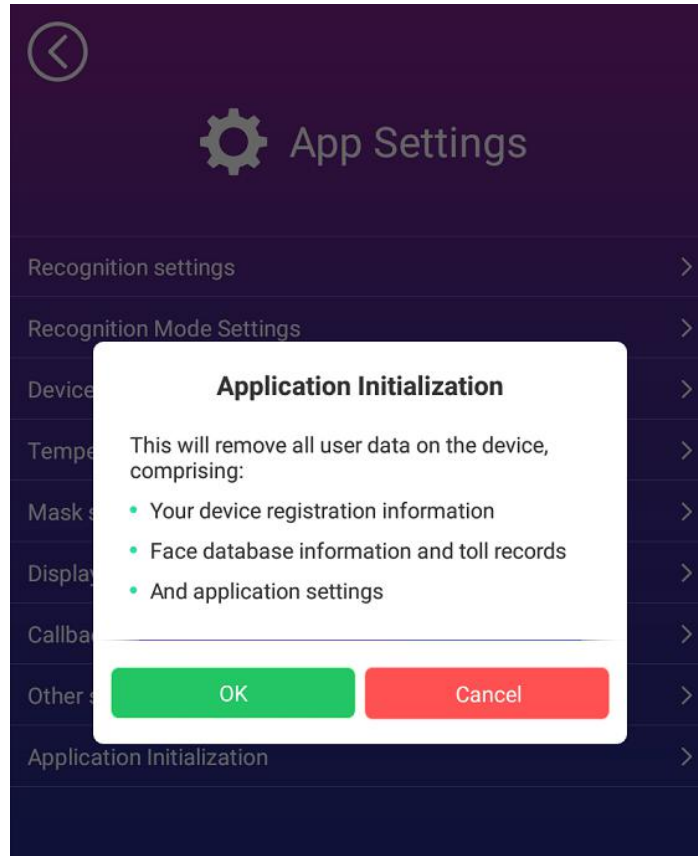 App Settings
Recognition settings
Recognition Mode Settings
Device
Application Initialization
This will remove all user data on the device,
comprising:
Your device registration information
Face database information and toll records
And application settings
Mask
Display
Other
OK
Cancel
Application Initialization